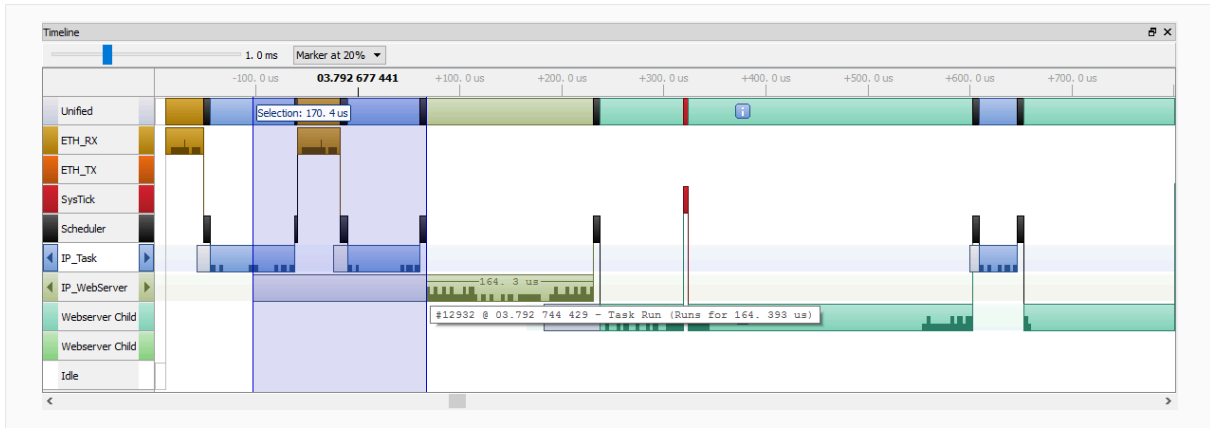 Timeline
1. 0 ms Marker at 20%
-100. 0 us 03.792 677 441 +100. 0 us +200. 0 us +300. 0 us +400. 0 us +500. 0 us +600. 0 us +700. 0 us
Unified
Selection: 170. 4 us
i
ETH_RX
ETH_TX
SysTick
Scheduler
IP_Task
IP_WebServer
164. 3 us
#12932 @ 03.792 744 429 - Task Run (Runs for 164. 393 us)
Webserver Child
Webserver Child
Idle